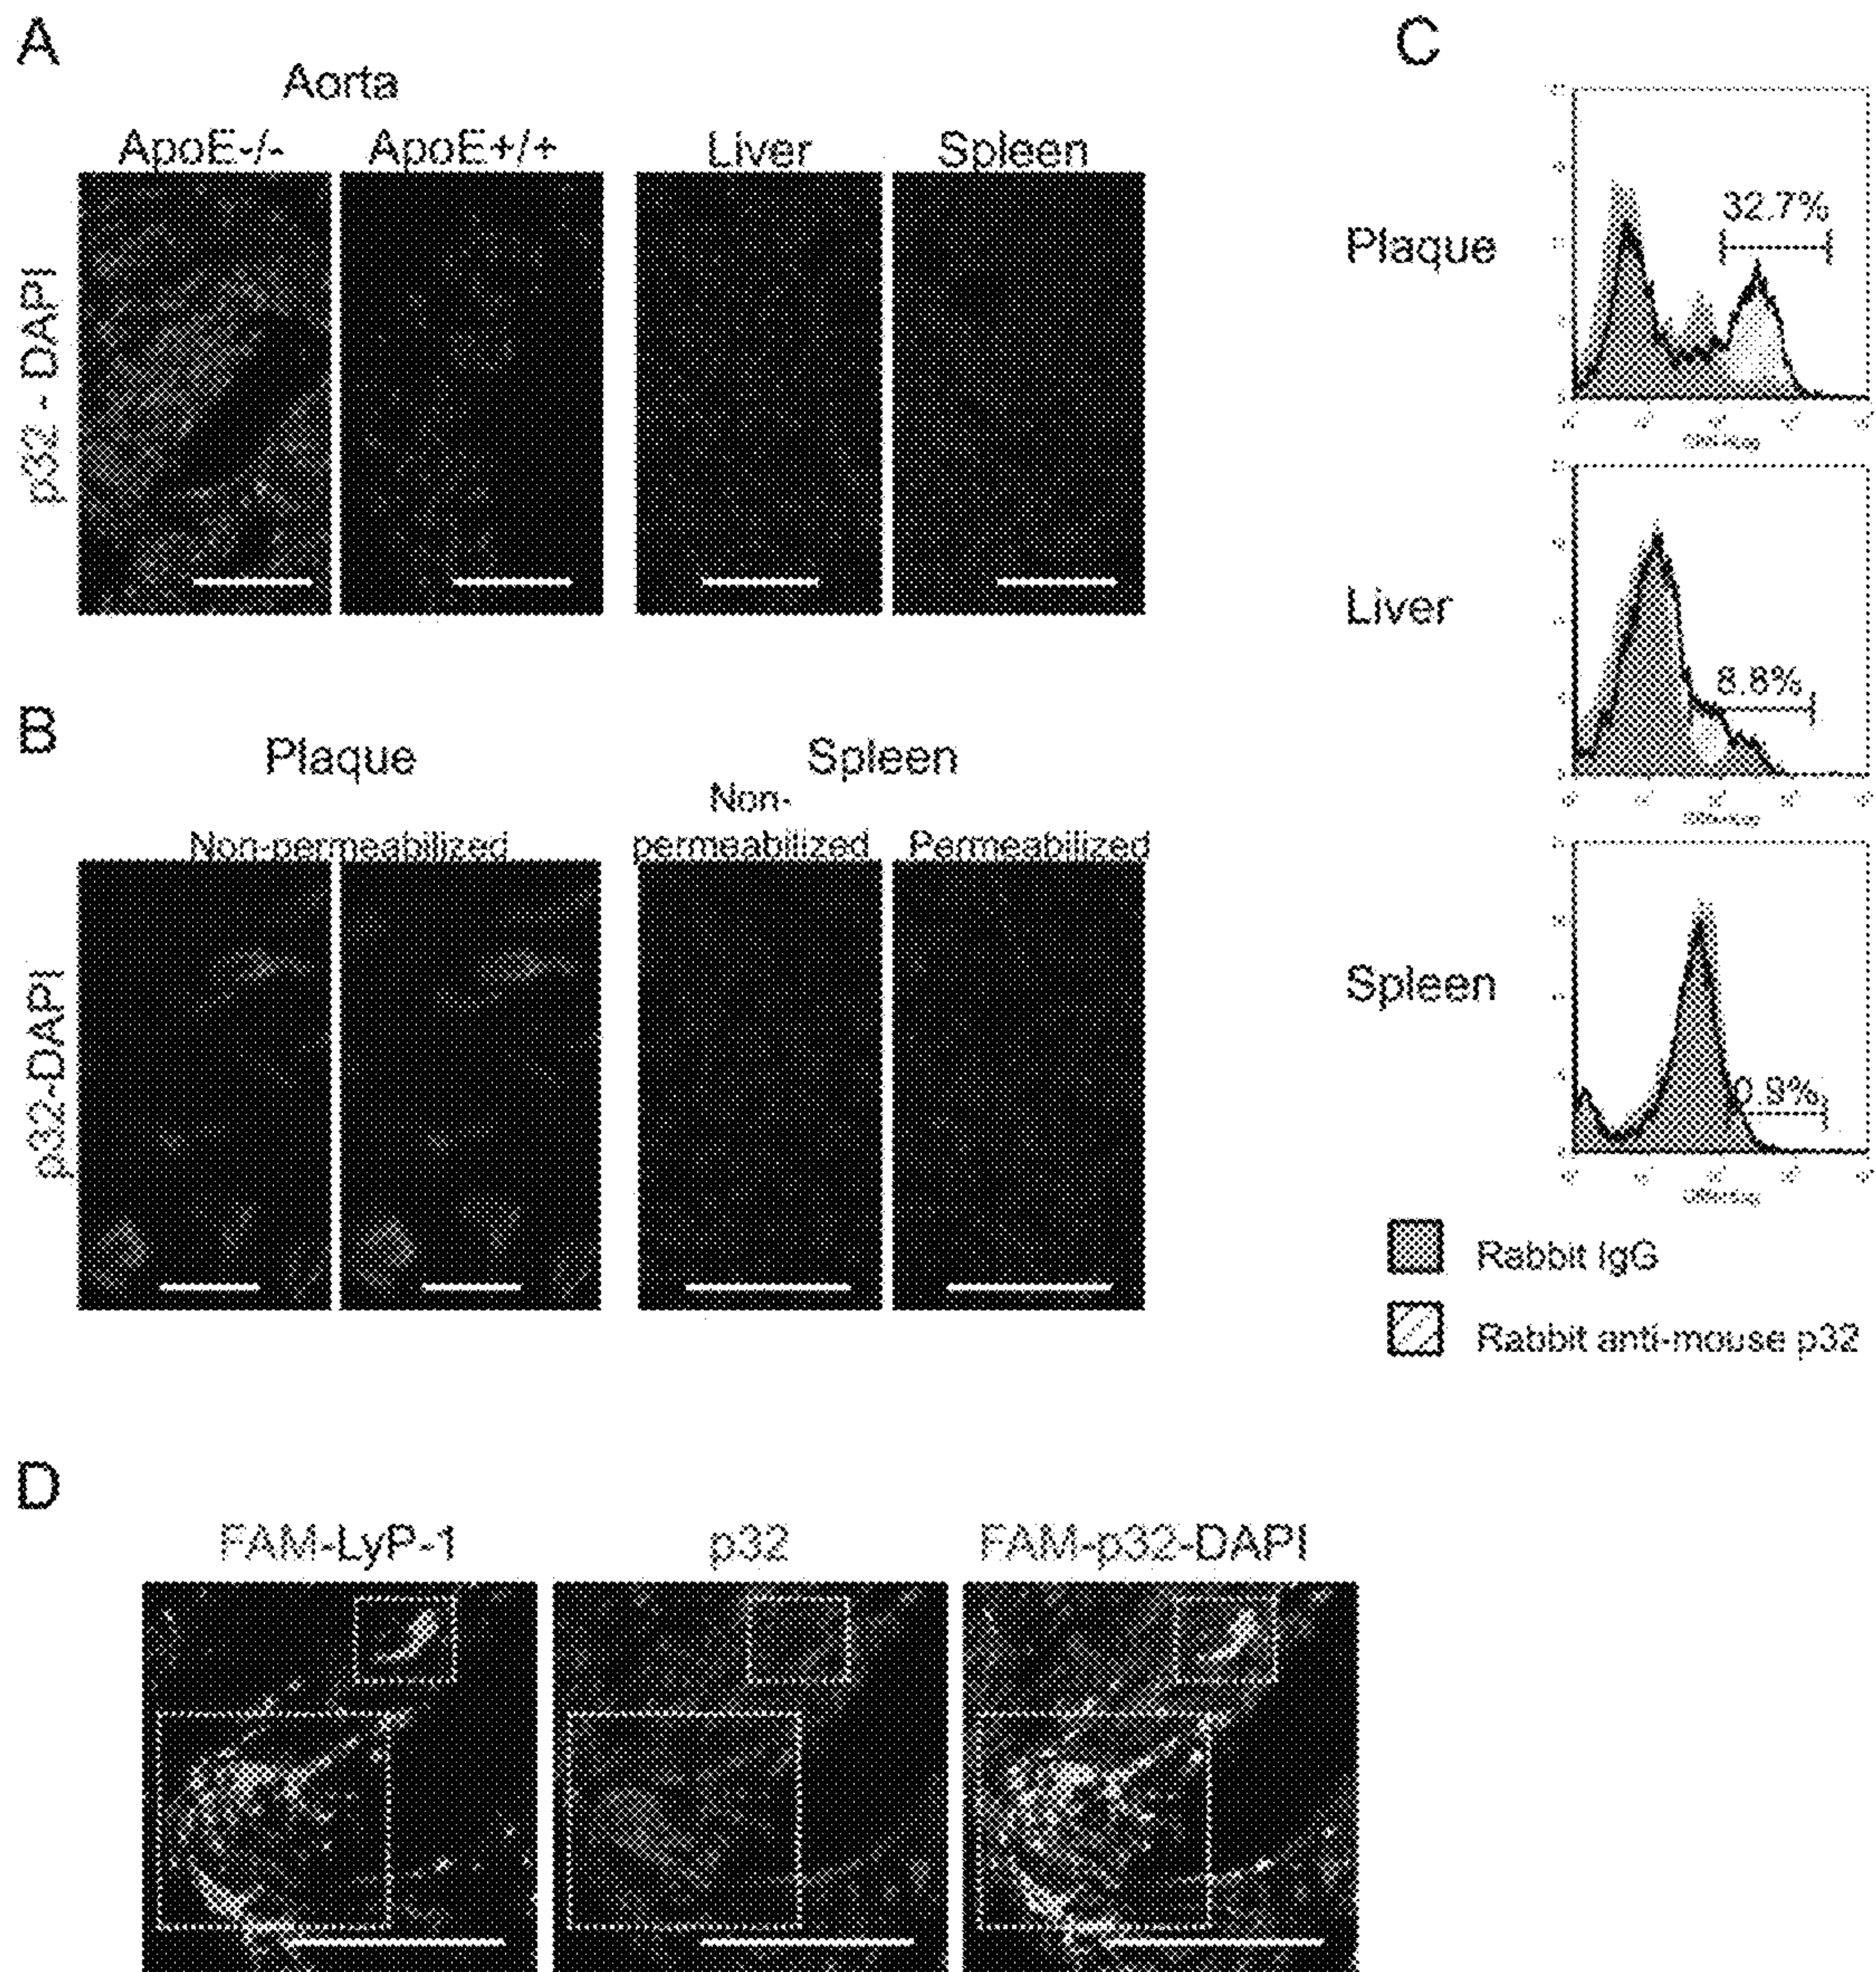 A
Aorta
ApoE-/- ApoE+/+ Liver Spleen
p32 - DAPI
B
Plaque Spleen
Non-permeabilized Non-permeabilized Permeabilized
p32-DAPI
C
Plaque
32.7%
Liver
8.8%
Spleen
0.9%
Rabbit IgG
Rabbit anti-mouse p32
D
FAM-LyP-1 p32 FAM-p32-DAPI